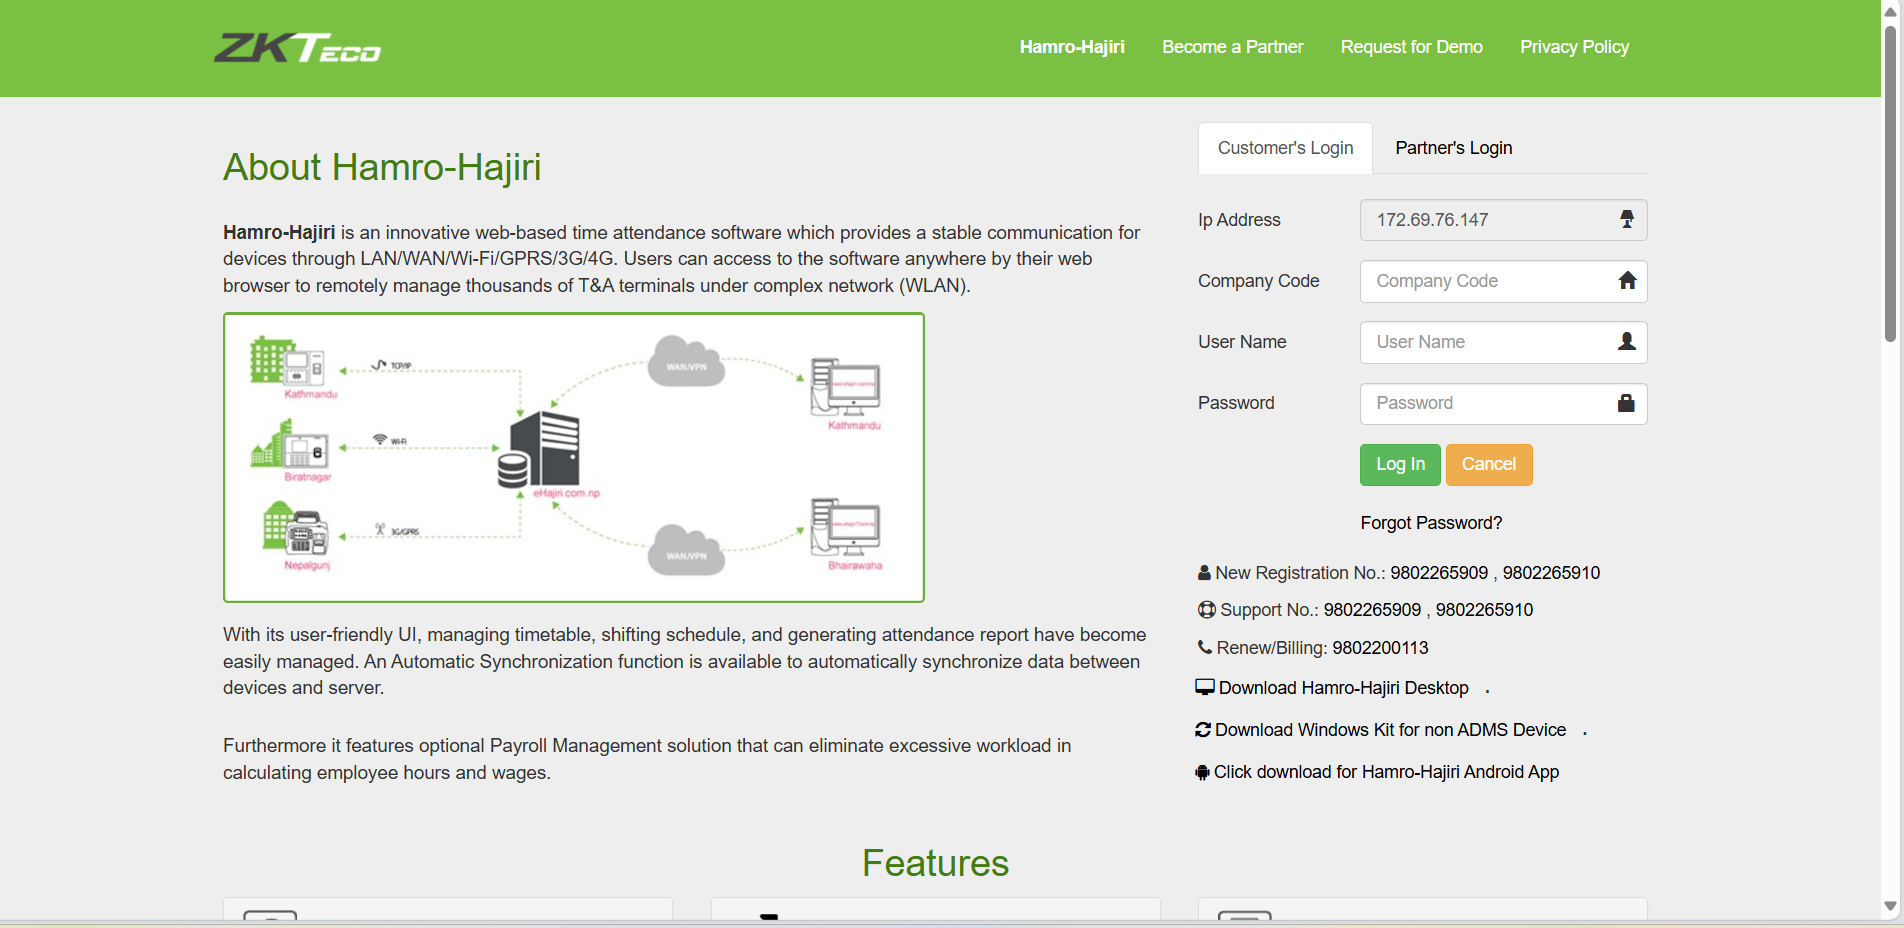 ZKTECO
Hamro-Hajiri Become a Partner Request for Demo Privacy Policy
About Hamro-Hajiri
Hamro-Hajiri is an innovative web-based time attendance software which provides a stable communication for
devices through LAN/WAN/Wi-Fi/GPRS/3G/4G. Users can access to the software anywhere by their web
browser to remotely manage thousands of T&A terminals under complex network (WLAN).
Kathmandu
TCP/IP
WAN/VPN
Kathmandu
Biratnagar
Wi-Fi
eHajiri.com.np
Nepalgunj
3G/GPRS
WAN/VPN
Bhairawaha
With its user-friendly UI, managing timetable, shifting schedule, and generating attendance report have become
easily managed. An Automatic Synchronization function is available to automatically synchronize data between
devices and server.
Furthermore it features optional Payroll Management solution that can eliminate excessive workload in
calculating employee hours and wages.
Customer's Login Partner's Login
Ip Address 172.69.76.147
Company Code Company Code
User Name User Name
Password Password
Log In Cancel
Forgot Password?
New Registration No.: 9802265909 , 9802265910
Support No.: 9802265909 , 9802265910
Renew/Billing: 9802200113
Download Hamro-Hajiri Desktop .
Download Windows Kit for non ADMS Device .
Click download for Hamro-Hajiri Android App
Features